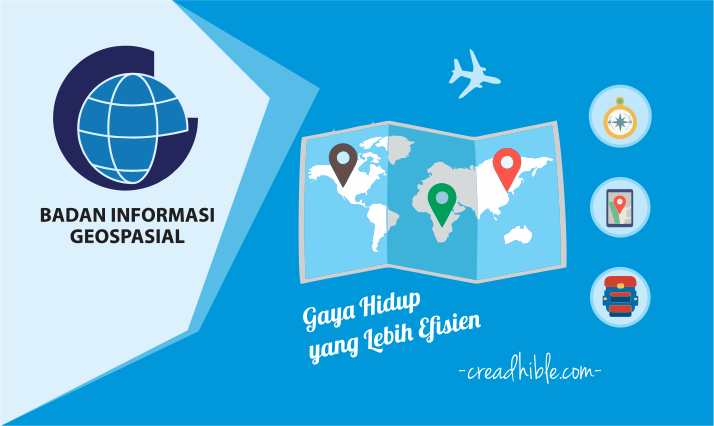 BADAN INFORMASI
GEOSPASIAL
Gaya Hidup
yang Lebih Efisien
-creadhible.com-